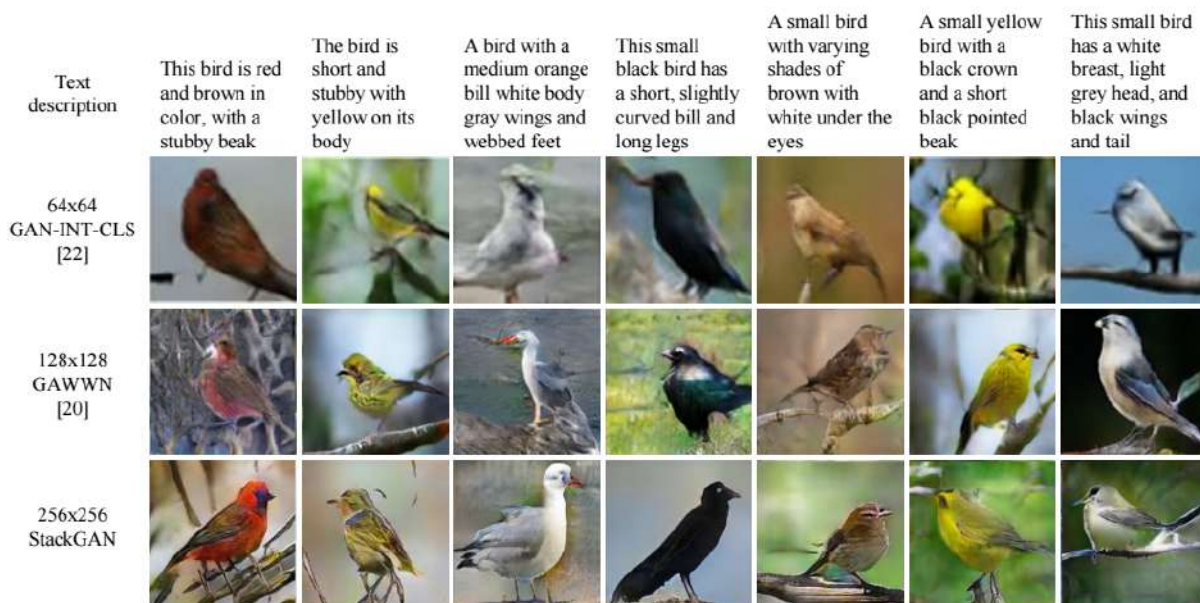 Text
description
This bird is red
and brown in
color, with a
stubby beak
The bird is
short and
stubby with
yellow on its
body
A bird with a
medium orange
bill white body
gray wings and
webbed feet
This small
black bird has
a short, slightly
curved bill and
long legs
A small bird
with varying
shades of
brown with
white under the
eyes
A small yellow
bird with a
black crown
and a short
black pointed
beak
This small bird
has a white
breast, light
grey head, and
black wings
and tail
64x64
GAN-INT-CLS
[22]
128x128
GAWWN
[20]
256x256
StackGAN